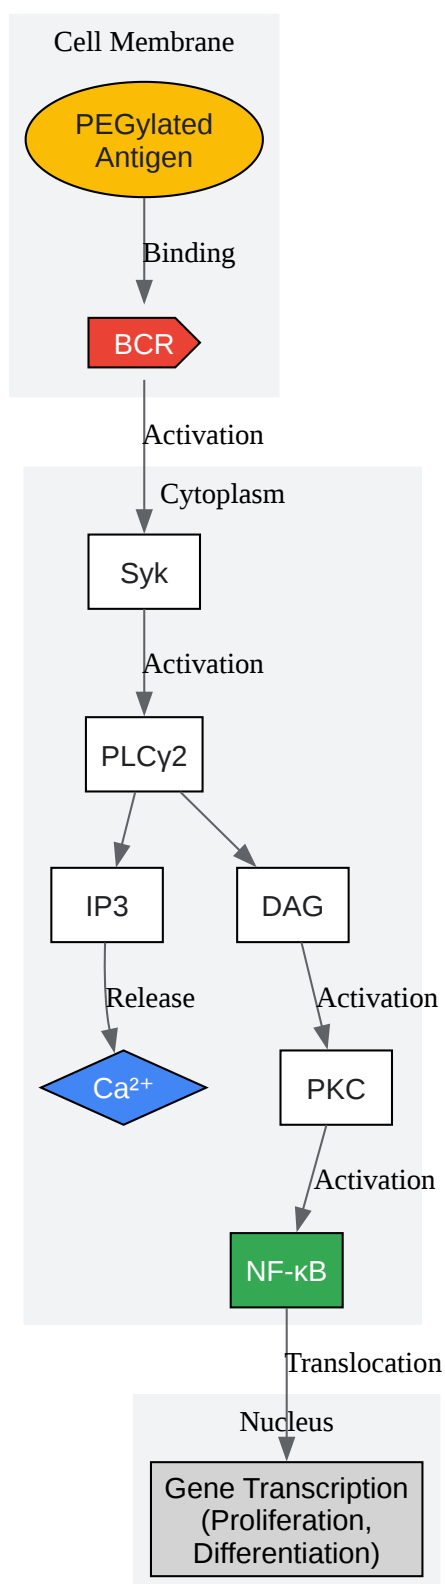 Cell Membrane
PEGylated
Antigen
Binding
BCR
Activation
Cytoplasm
Syk
Activation
PLCγ2
IP3
DAG
Release
Activation
Ca²⁺
PKC
Activation
NF-κB
Translocation
Nucleus
Gene Transcription
(Proliferation,
Differentiation)